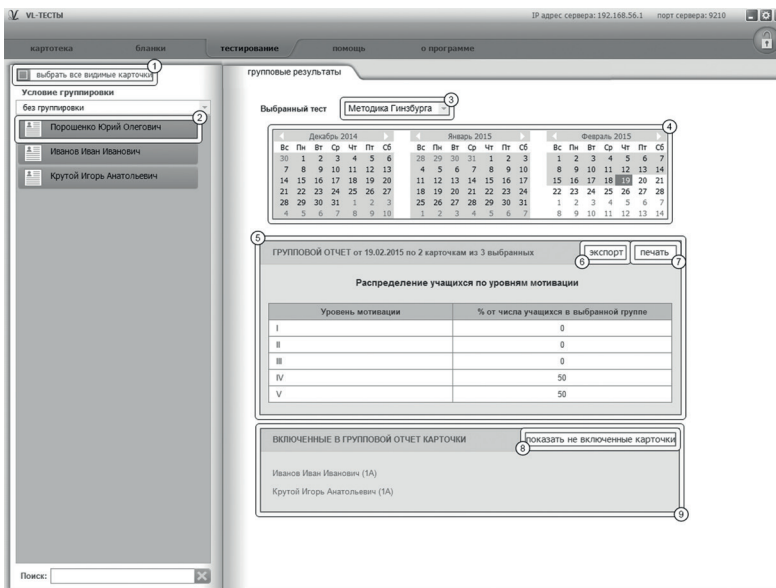 VL-ТЕСТЫ
IP адрес сервера: 192.168.56.1 порт сервера: 9210
картотека бланки тестирование помощь о программе
выбрать все видимые карточки 1
Условие группировки
без группировки
2
Порошенко Юрий Олегович
Иванов Иван Иванович
Крутой Игорь Анатольевич
Поиск:
групповые результаты
Выбранный тест Методика Гинзбурга 3
4
Декабрь 2014 Январь 2015 Февраль 2015
Вс Пн Вт Ср Чт Пт Сб Вс Пн Вт Ср Чт Пт Сб Вс Пн Вт Ср Чт Пт Сб
30 1 2 3 4 5 6 28 29 30 31 1 2 3 1 2 3 4 5 6 7
7 8 9 10 11 12 13 4 5 6 7 8 9 10 8 9 10 11 12 13 14
14 15 16 17 18 19 20 11 12 13 14 15 16 17 15 16 17 18 19 20 21
21 22 23 24 25 26 27 18 19 20 21 22 23 24 22 23 24 25 26 27 28
28 29 30 31 1 2 3 25 26 27 28 29 30 31 1 2 3 4 5 6 7
4 5 6 7 8 9 10 1 2 3 4 5 6 7 8 9 10 11 12 13 14
5
ГРУППОВОЙ ОТЧЕТ от 19.02.2015 по 2 карточкам из 3 выбранных экспорт печать
6 7
Распределение учащихся по уровням мотивации
Уровень мотивации % от числа учащихся в выбранной группе
I 0
II 0
III 0
IV 50
V 50
ВКЛЮЧЕННЫЕ В ГРУППОВОЙ ОТЧЕТ КАРТОЧКИ показать не включенные карточки
8
Иванов Иван Иванович (1А)
Крутой Игорь Анатольевич (1А)
9